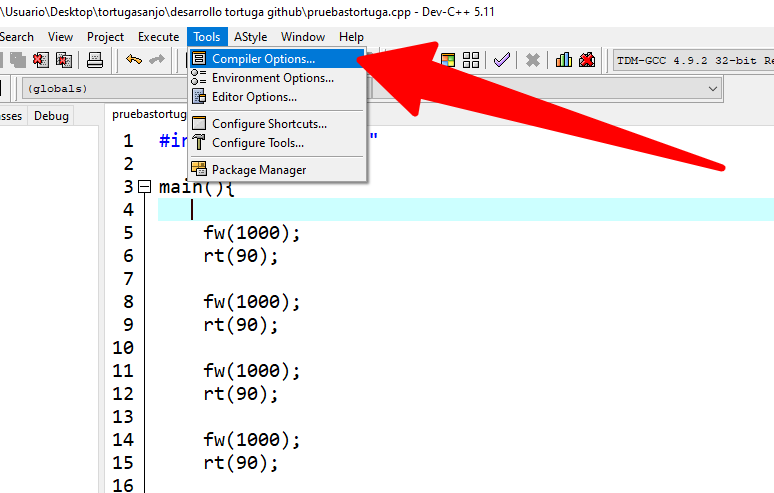 \Usuario\Desktop\tortugasanjo\desarrollo tortuga github\pruebastortuga.cpp - Dev-C++ 5.11
Search View Project Execute Tools AStyle Window Help
Compiler Options...
Environment Options...
Editor Options...
Configure Shortcuts...
Configure Tools...
Package Manager
TDM-GCC 4.9.2 32-bit Re
(globals)
asses Debug
pruebastortug
1 #in "
2
3 main(){
4
5 fw(1000);
6 rt(90);
7
8 fw(1000);
9 rt(90);
10
11 fw(1000);
12 rt(90);
13
14 fw(1000);
15 rt(90);
16